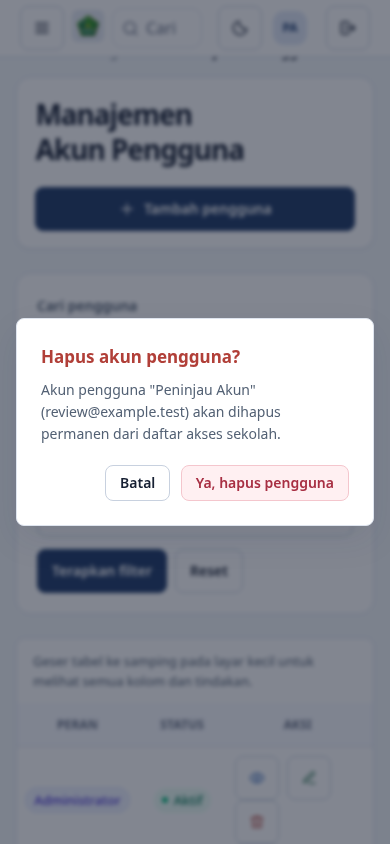 Cari
PA
Manajemen
Akun Pengguna
Tambah pengguna
Cari pengguna
Hapus akun pengguna?
Akun pengguna "Peninjau Akun"
(review@example.test) akan dihapus
permanen dari daftar akses sekolah.
Batal
Ya, hapus pengguna
Terapkan filter
Reset
Geser tabel ke samping pada layar kecil untuk
melihat semua kolom dan tindakan.
PERAN STATUS AKSI
Administrator Aktif